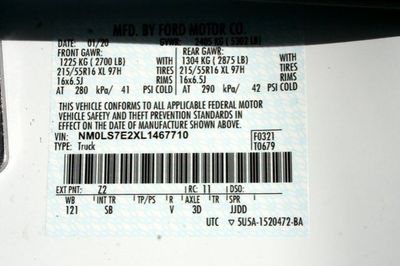 MFD. BY FORD MOTOR CO.
DATE: 01/20 GVWR: 2405 KG ( 5302 LB)
FRONT GAWR: REAR GAWR:
1225 KG ( 2700 LB) WITH 1304 KG ( 2875 LB) WITH
215/55R16 XL 97H TIRES 215/55R16 XL 97H TIRES
16x6.5J RIMS 16x6.5J RIMS
AT 280 kPa/ 41 PSI COLD AT 290 kPa/ 42 PSI COLD
THIS VEHICLE CONFORMS TO ALL APPLICABLE FEDERAL MOTOR
VEHICLE SAFETY AND THEFT PREVENTION STANDARDS IN
EFFECT ON THE DATE OF MANUFACTURE SHOWN ABOVE.
VIN: NM0LS7E2XL1467710 F0321
TYPE: Truck T0679
EXT PNT: Z2 RC: 11 DSO:
WB INT TR TP/PS R AXLE TR SPR
121 SB V 3D JJDD
UTC ▽ 5U5A-1520472-BA